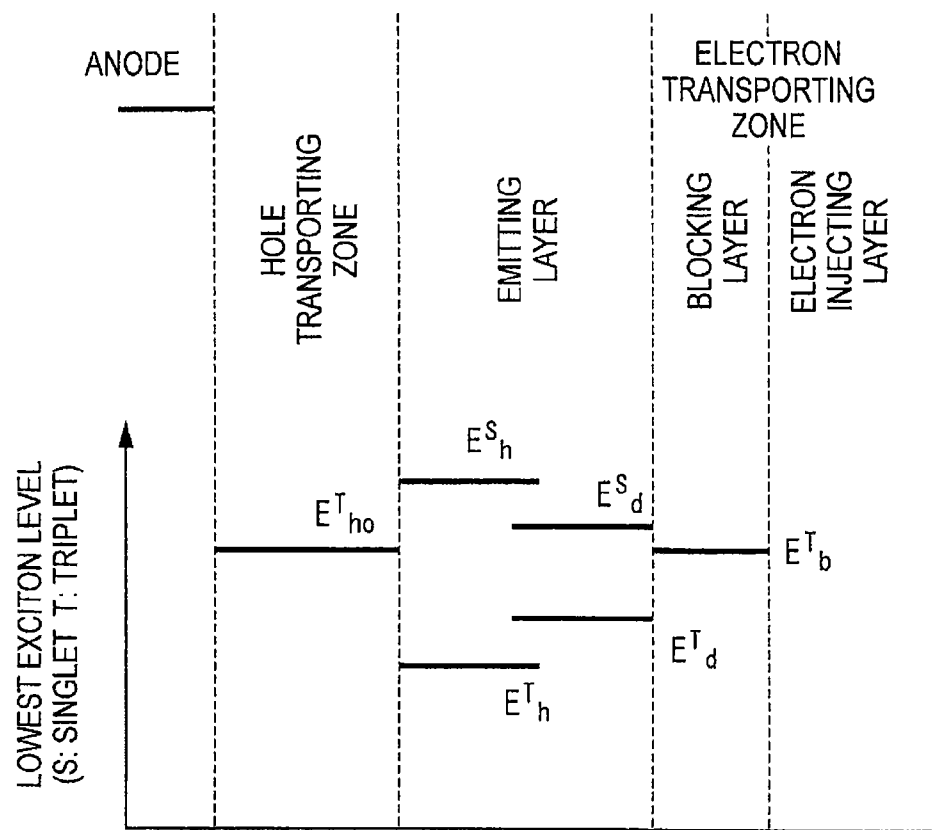 ANODE
ELECTRON
TRANSPORTING
ZONE
HOLE
TRANSPORTING
ZONE
EMITTING
LAYER
BLOCKING
LAYER
ELECTRON
INJECTING
LAYER
LOWEST EXCITON LEVEL
(S: SINGLET T: TRIPLET)
E^S_h
E^S_d
E^T_ho
E^T_b
E^T_d
E^T_h